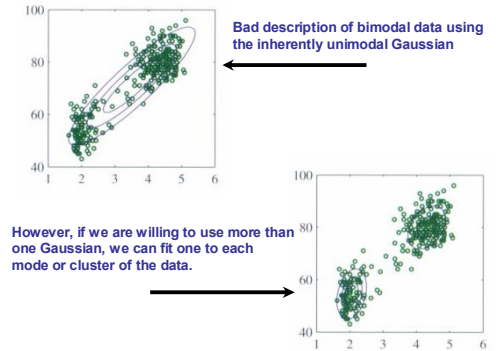 100
80
60
40
1 2 3 4 5 6
Bad description of bimodal data using
the inherently unimodal Gaussian
However, if we are willing to use more than
one Gaussian, we can fit one to each
mode or cluster of the data.
100
80
60
40
1 2 3 4 5 6